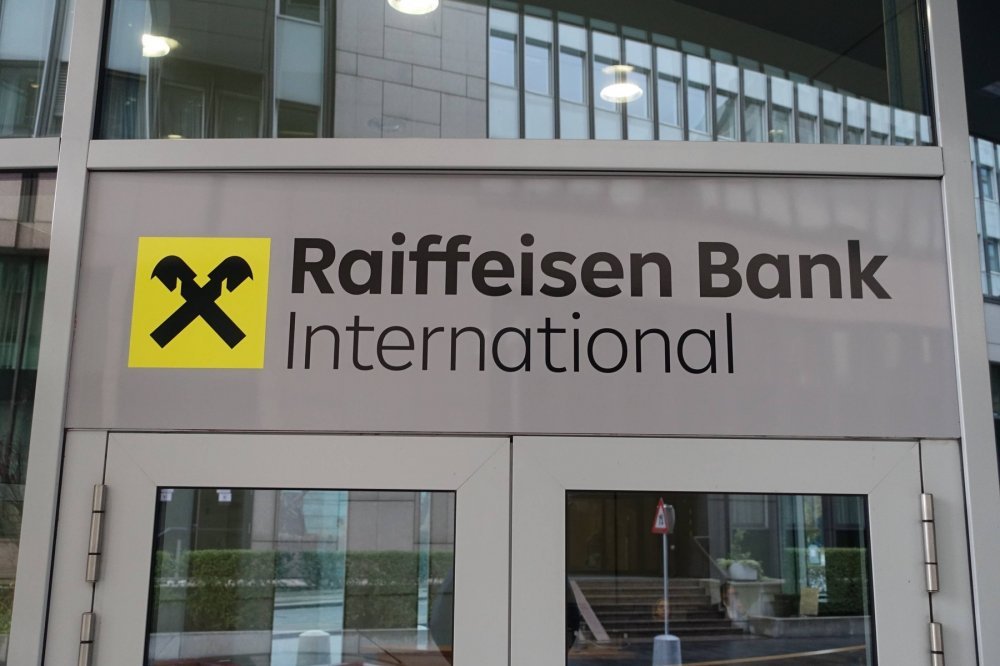 Raiffeisen Bank
International